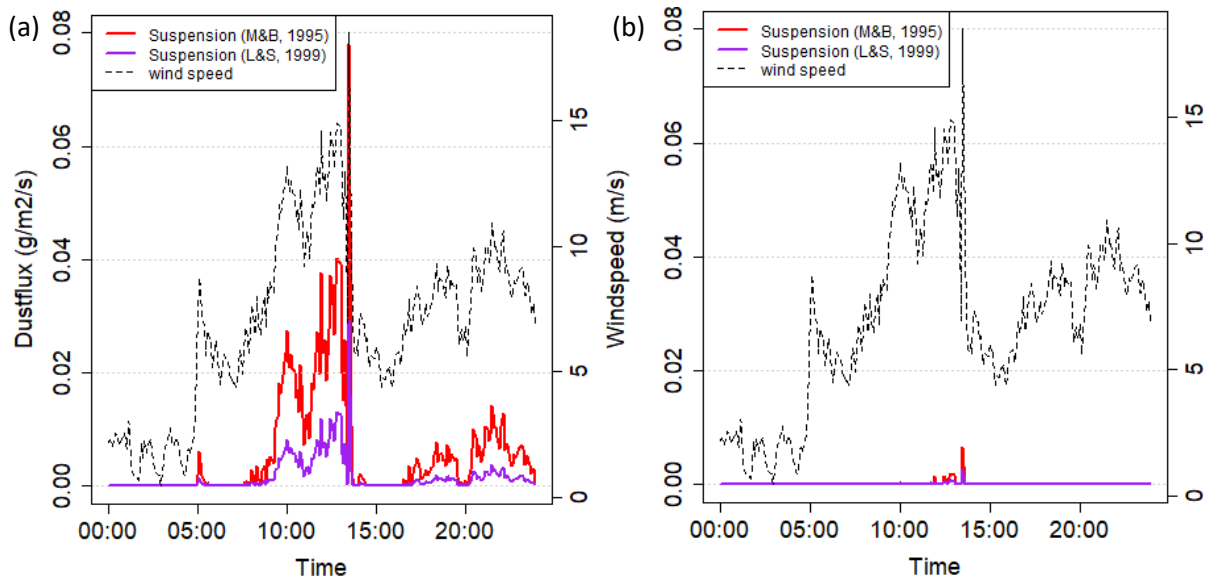 (a)
Suspension (M&B, 1995)
Suspension (L&S, 1999)
wind speed
Dustflux (g/m2/s)
0.08
0.06
0.04
0.02
0.00
15
10
5
0
00:00 05:00 10:00 15:00 20:00
Time
(b)
Suspension (M&B, 1995)
Suspension (L&S, 1999)
wind speed
Windspeed (m/s)
0.08
0.06
0.04
0.02
0.00
15
10
5
0
00:00 05:00 10:00 15:00 20:00
Time